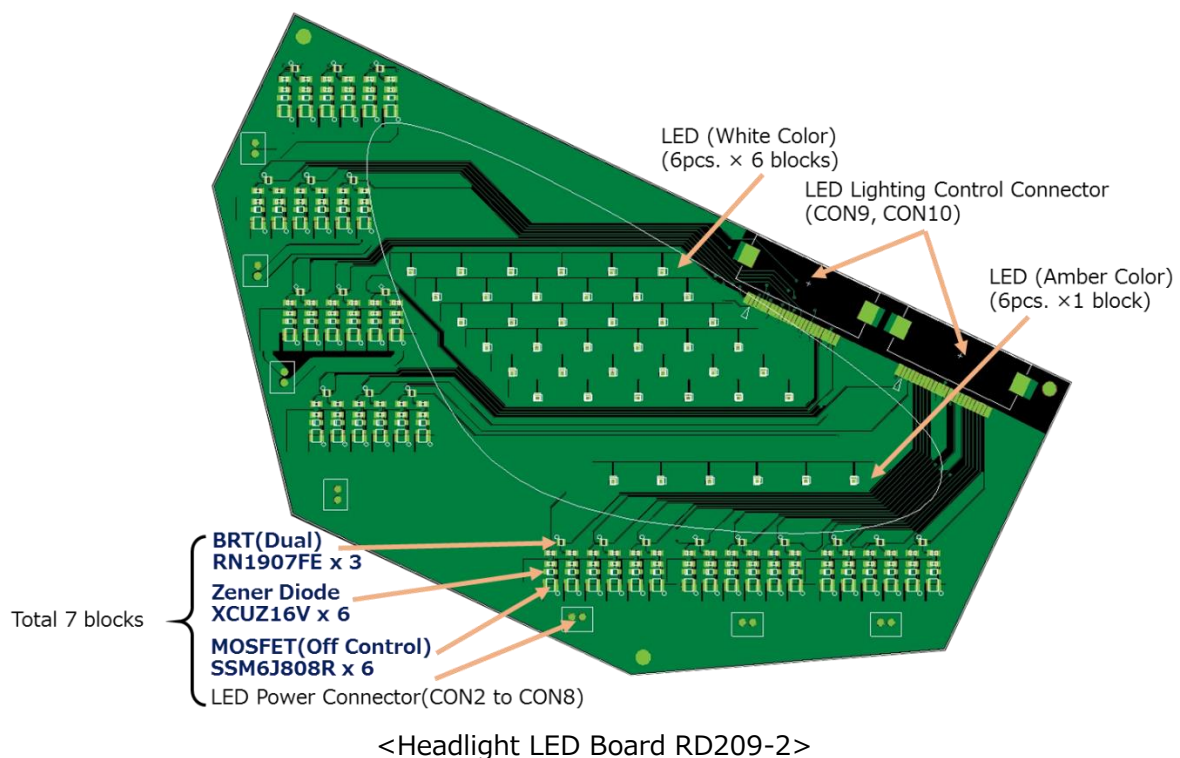 LED (White Color)
(6pcs. × 6 blocks)
LED Lighting Control Connector
(CON9, CON10)
LED (Amber Color)
(6pcs. ×1 block)
BRT(Dual)
RN1907FE x 3
Zener Diode
XCUZ16V x 6
Total 7 blocks
MOSFET(Off Control)
SSM6J808R x 6
LED Power Connector(CON2 to CON8)
<Headlight LED Board RD209-2>